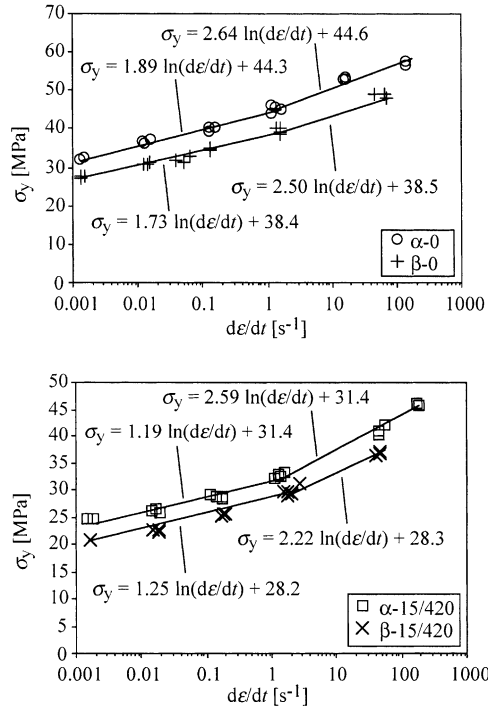 70
σy = 2.64 ln(dε/dt) + 44.6
60
σy = 1.89 ln(dε/dt) + 44.3
50
40
σy [MPa]
30
20
σy = 2.50 ln(dε/dt) + 38.5
σy = 1.73 ln(dε/dt) + 38.4
10
α-0
β-0
0
0.001 0.01 0.1 1 10 100 1000
dε/dt [s-1]
50
σy = 2.59 ln(dε/dt) + 31.4
45
40
σy = 1.19 ln(dε/dt) + 31.4
35
30
σy [MPa]
25
20
σy = 2.22 ln(dε/dt) + 28.3
15
σy = 1.25 ln(dε/dt) + 28.2
10
α-15/420
5
β-15/420
0
0.001 0.01 0.1 1 10 100 1000
dε/dt [s-1]